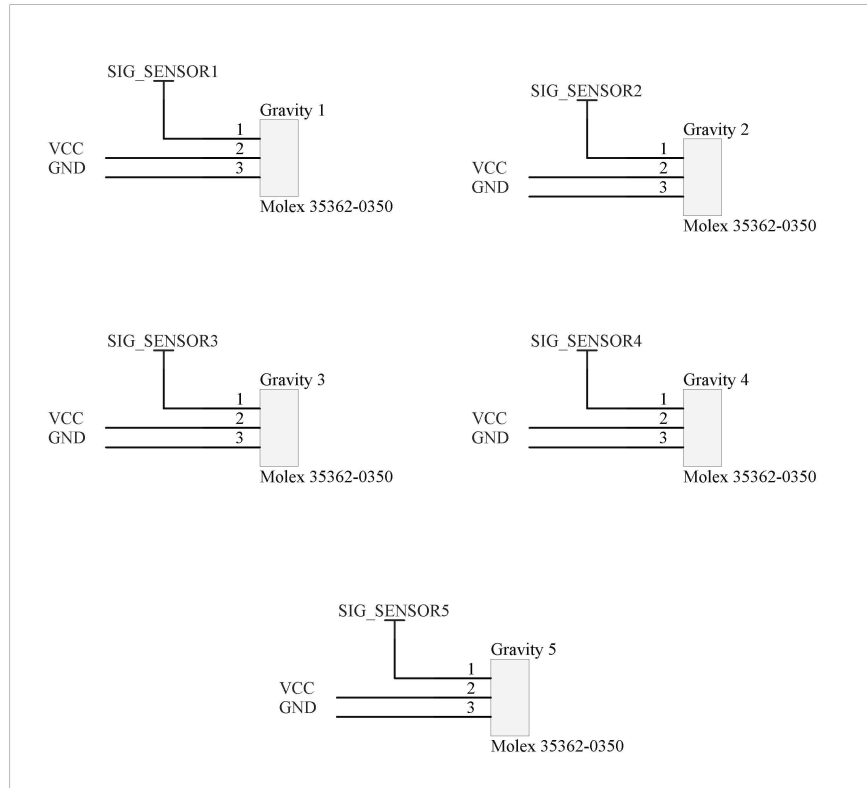 SIG_SENSOR1
Gravity 1
1
VCC
2
GND
3
Molex 35362-0350
SIG_SENSOR2
Gravity 2
1
VCC
2
GND
3
Molex 35362-0350
SIG_SENSOR3
Gravity 3
1
VCC
2
GND
3
Molex 35362-0350
SIG_SENSOR4
Gravity 4
1
VCC
2
GND
3
Molex 35362-0350
SIG_SENSOR5
Gravity 5
1
VCC
2
GND
3
Molex 35362-0350